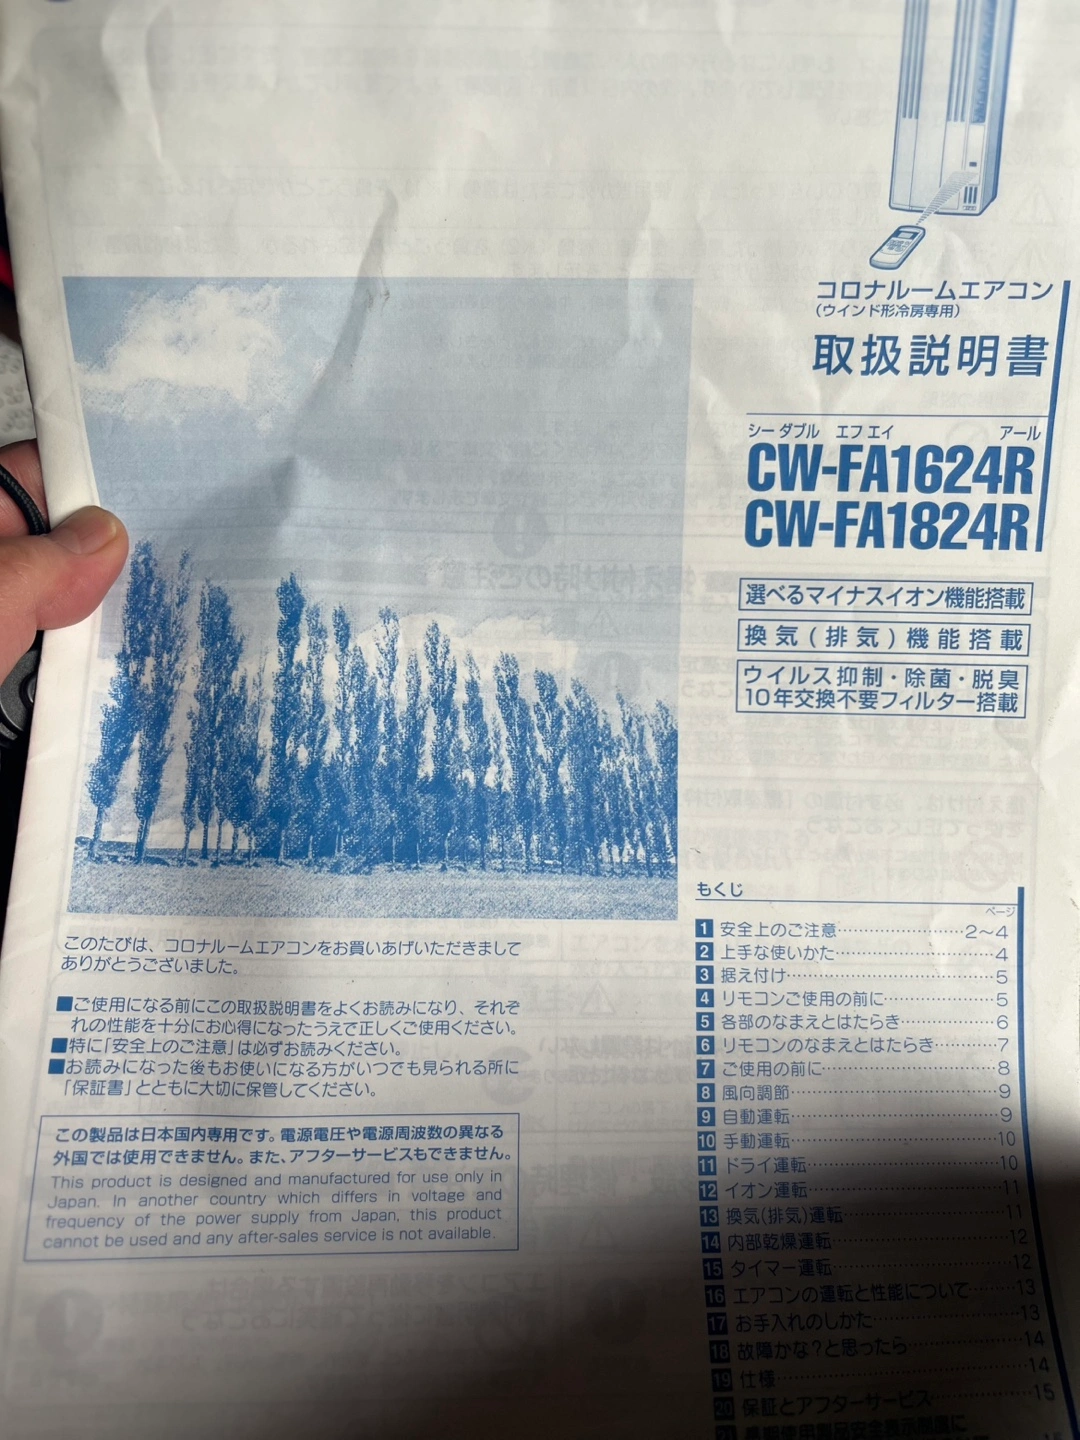 コロナルームエアコン
(ウインド形冷房専用)
取扱説明書
シー ダブル エフ エイ アール
CW-FA1624R
CW-FA1824R
選べるマイナスイオン機能搭載
換気(排気)機能搭載
ウイルス抑制・除菌・脱臭
10年交換不要フィルター搭載
このたびは、コロナルームエアコンをお買いあげいただきまして
ありがとうございました。
■ご使用になる前にこの取扱説明書をよくお読みになり、それぞ
れの性能を十分にお心得になったうえで正しくご使用ください。
■特に「安全上のご注意」は必ずお読みください。
■お読みになった後もお使いになる方がいつでも見られる所に
「保証書」とともに大切に保管してください。
この製品は日本国内専用です。電源電圧や電源周波数の異なる
外国では使用できません。また、アフターサービスもできません。
This product is designed and manufactured for use only in
Japan. In another country which differs in voltage and
frequency of the power supply from Japan, this product
cannot be used and any after-sales service is not available.
もくじ
ページ
1 安全上のご注意……………………2〜4
2 上手な使いかた……………………4
3 据え付け……………………5
4 リモコンご使用の前に……………………5
5 各部のなまえとはたらき……………………6
6 リモコンのなまえとはたらき……………………7
7 ご使用の前に……………………8
8 風向調節……………………9
9 自動運転……………………9
10 手動運転……………………10
11 ドライ運転……………………10
12 イオン運転……………………11
13 換気(排気)運転……………………11
14 内部乾燥運転……………………12
15 タイマー運転……………………12
16 エアコンの運転と性能について……………………13
17 お手入れのしかた……………………13
18 故障かな?と思ったら……………………14
19 仕様……………………14
20 保証とアフターサービス……………………15
21